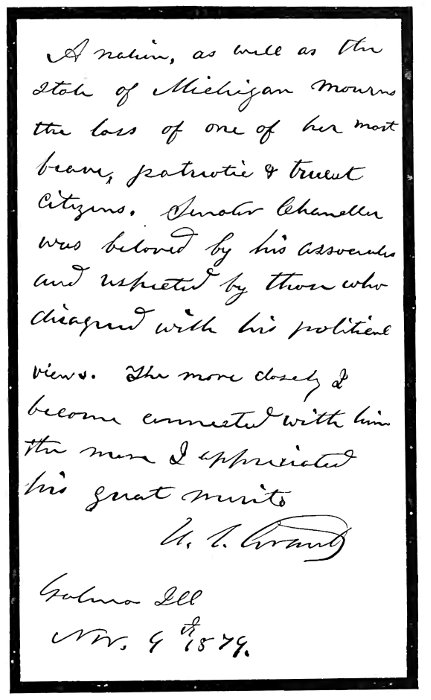 A nation, as well as the
state of Michigan mourns
the loss of one of her most
brave, patriotic & truest
citizens. Senator Chandler
was beloved by his associates
and respected by those who
disagreed with his political
views. The more closely I
became connected with him
the more I appreciated
his great merits
U. S. Grant
Galena Ill
Nov. 9th 1879.